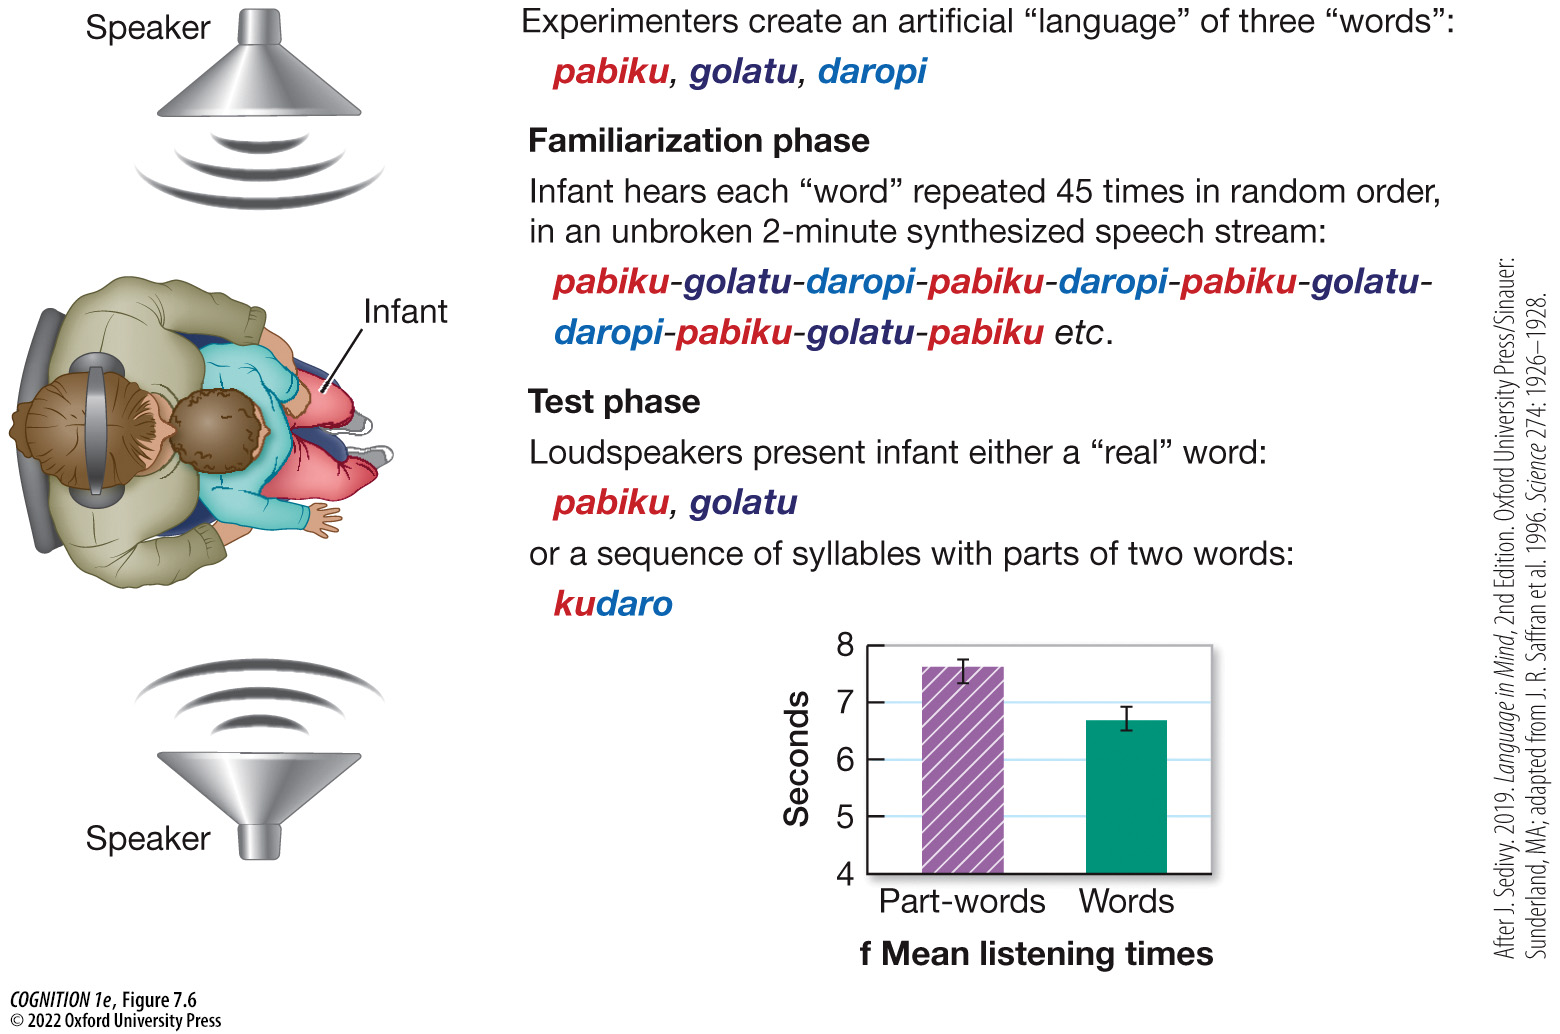 Speaker
Infant
Speaker
Experimenters create an artificial “language” of three “words”:
pabiku, golatu, daropi
Familiarization phase
Infant hears each “word” repeated 45 times in random order,
in an unbroken 2-minute synthesized speech stream:
pabiku-golatu-daropi-pabiku-daropi-pabiku-golatu-
daropi-pabiku-golatu-pabiku etc.
Test phase
Loudspeakers present infant either a “real” word:
pabiku, golatu
or a sequence of syllables with parts of two words:
kudaro
Seconds
8
7
6
5
4
Part-words Words
f Mean listening times
After J. Sedivy. 2019. Language in Mind, 2nd Edition. Oxford University Press/Sinauer:
Sunderland, MA; adapted from J. R. Saffran et al. 1996. Science 274: 1926–1928.
COGNITION 1e, Figure 7.6
© 2022 Oxford University Press